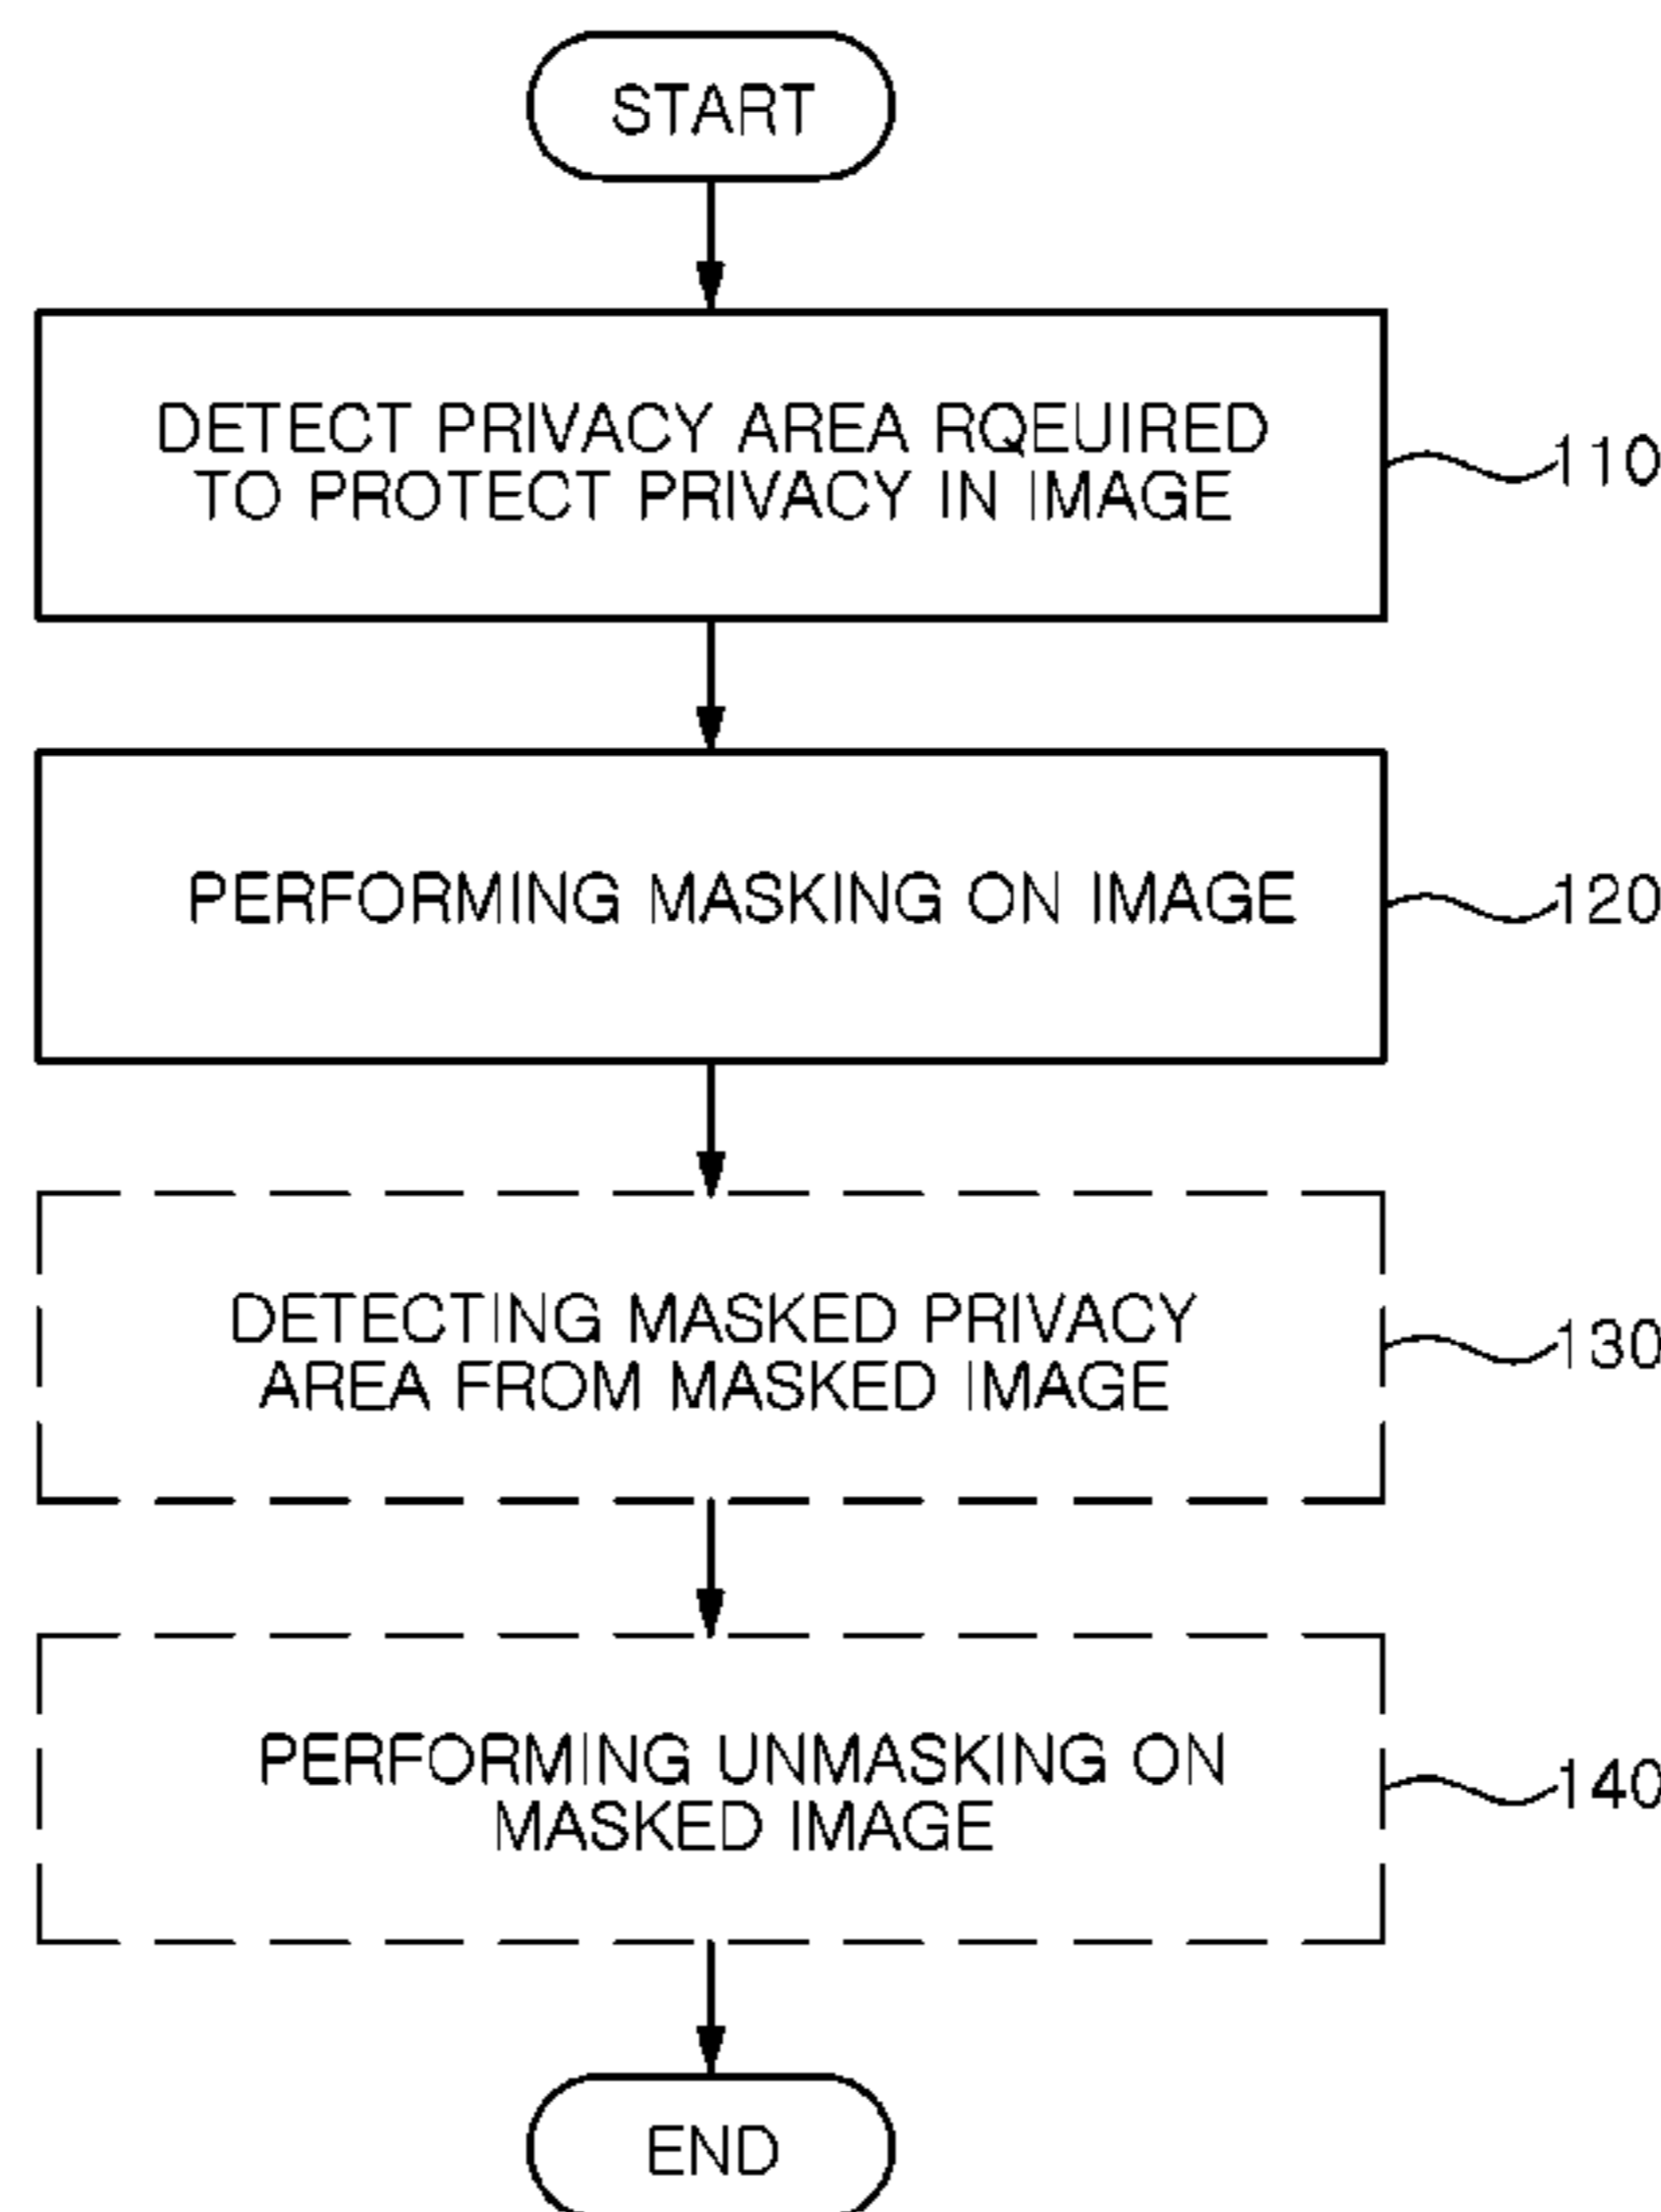 START
DETECT PRIVACY AREA RQEUIRED
TO PROTECT PRIVACY IN IMAGE
110
PERFORMING MASKING ON IMAGE
120
DETECTING MASKED PRIVACY
AREA FROM MASKED IMAGE
130
PERFORMING UNMASKING ON
MASKED IMAGE
140
END